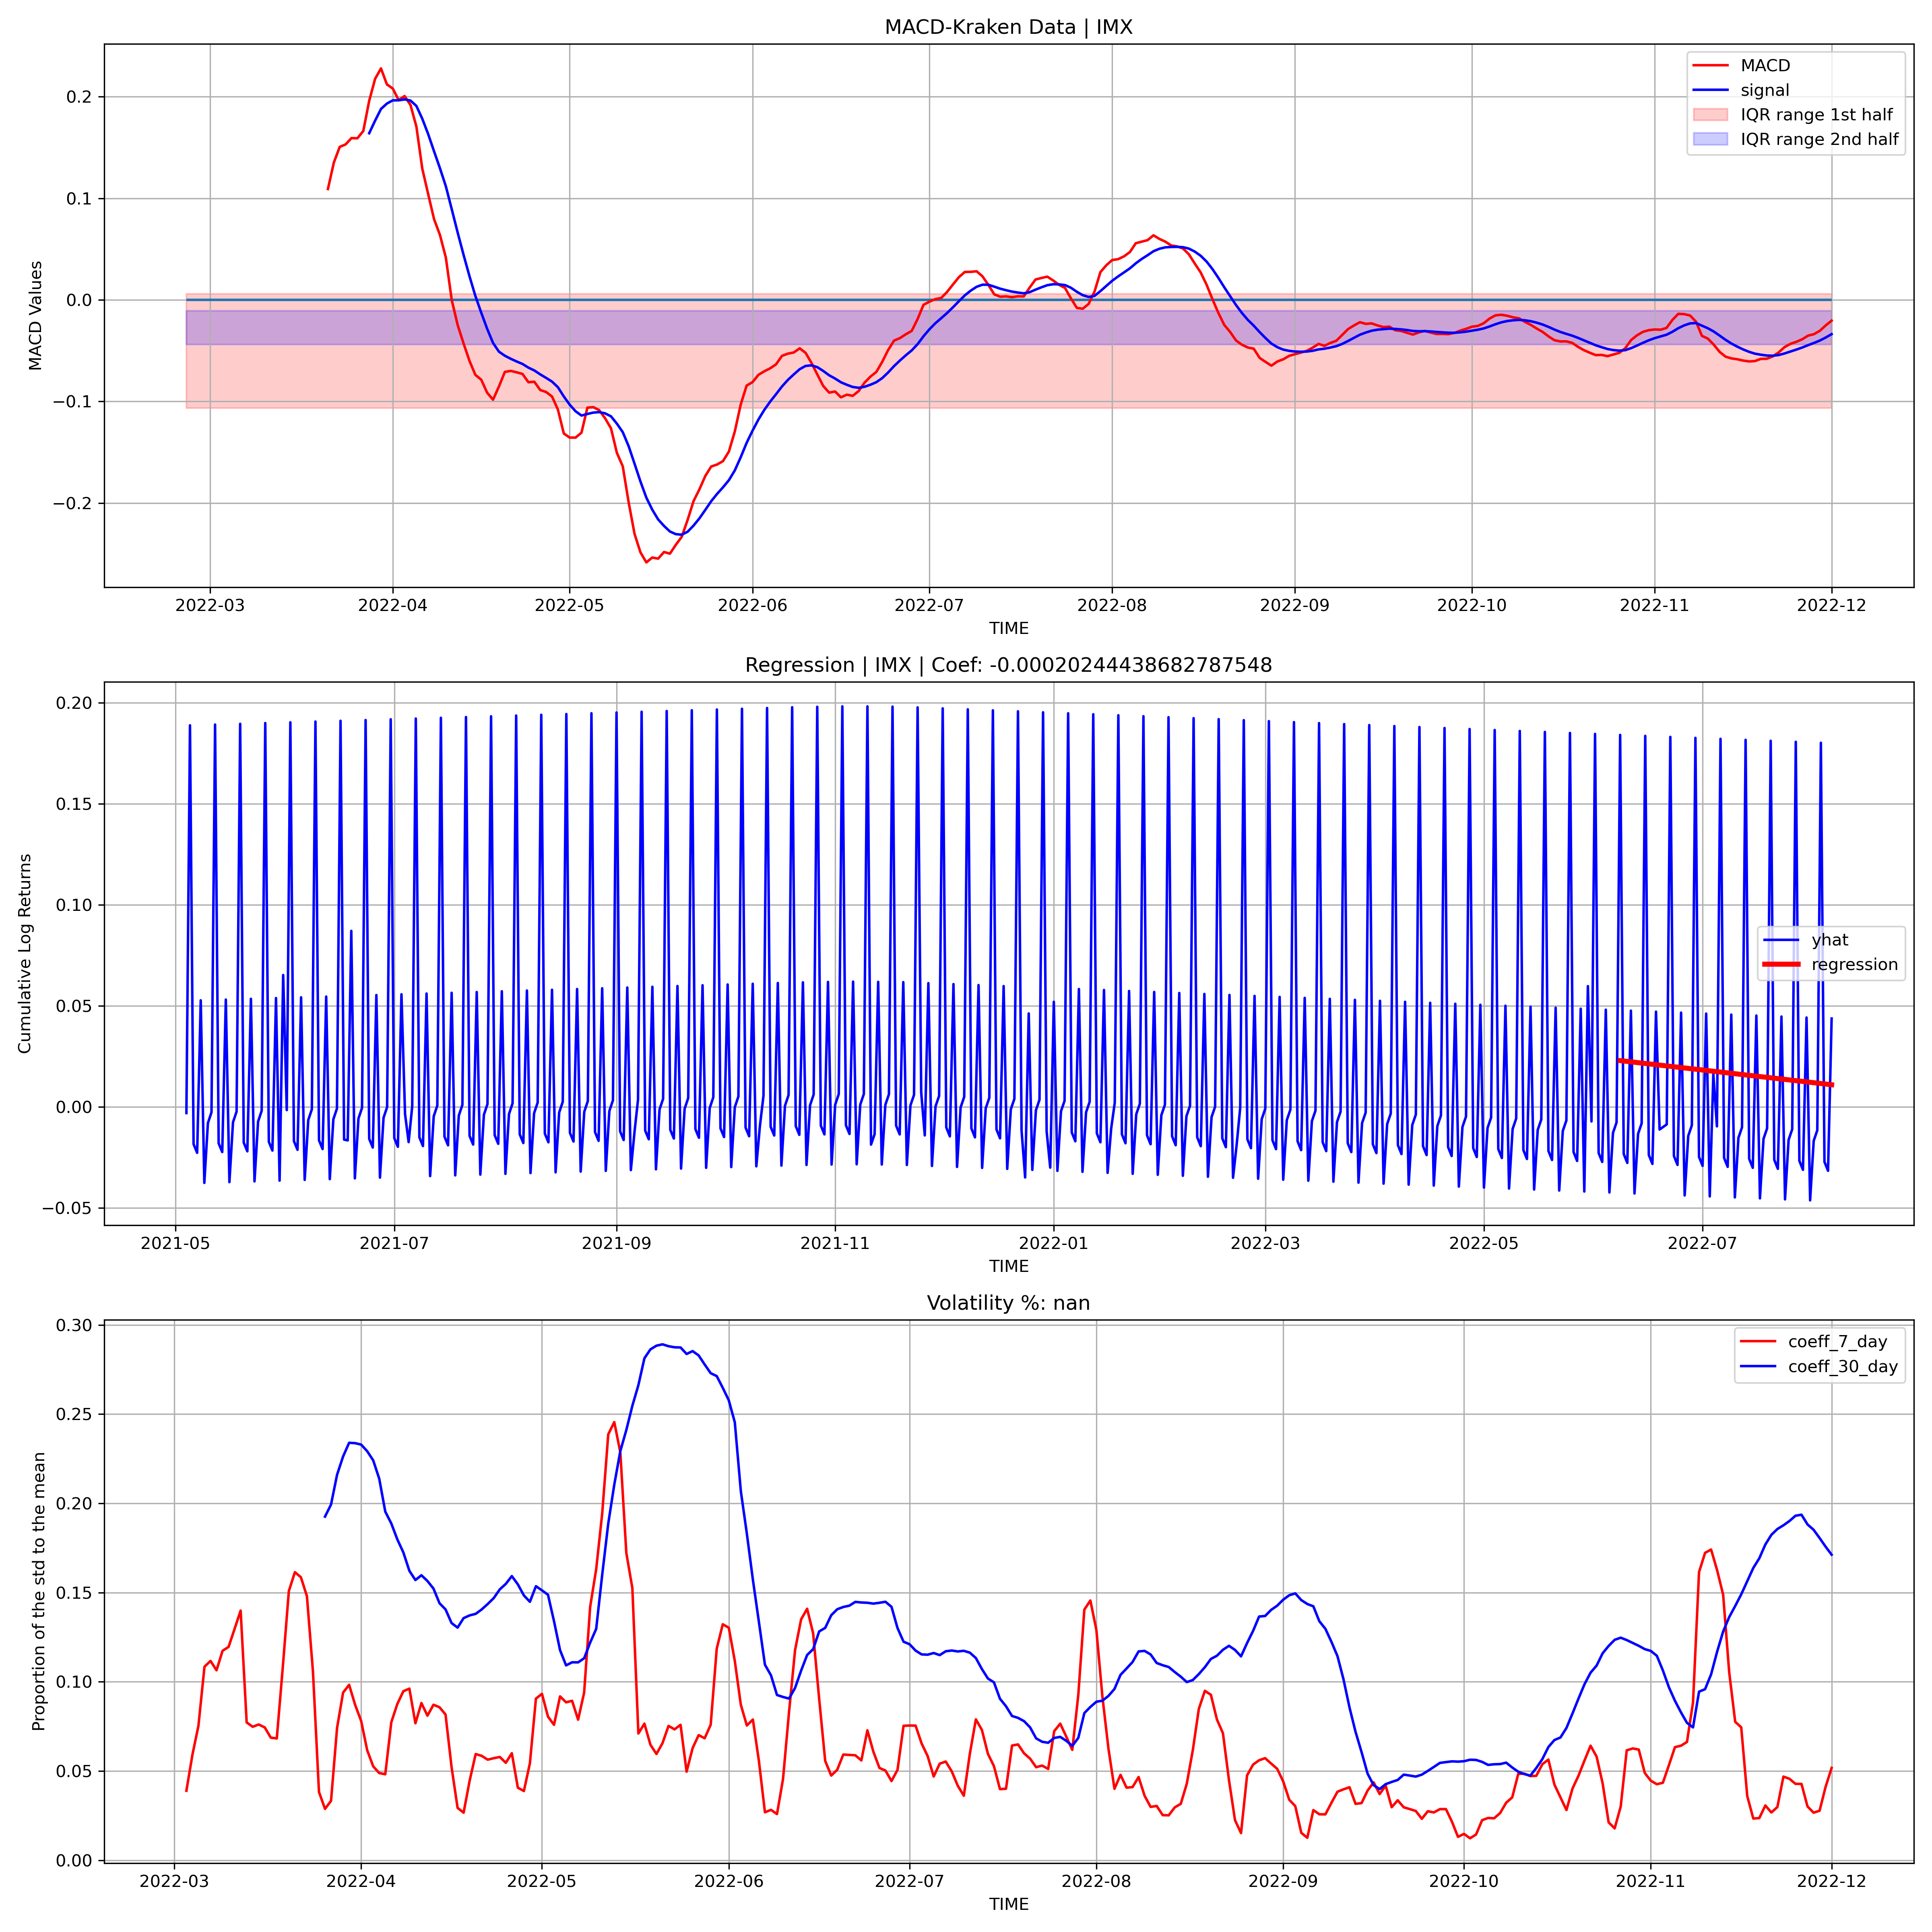 MACD-Kraken Data | IMX
MACD Values
0.2
0.1
0.0
−0.1
−0.2
MACD
signal
IQR range 1st half
IQR range 2nd half
2022-03 2022-04 2022-05 2022-06 2022-07 2022-08 2022-09 2022-10 2022-11 2022-12
TIME
Regression | IMX | Coef: -0.00020244438682787548
Cumulative Log Returns
0.20
0.15
0.10
0.05
0.00
−0.05
yhat
regression
2021-05 2021-07 2021-09 2021-11 2022-01 2022-03 2022-05 2022-07
TIME
Volatility %: nan
Proportion of the std to the mean
0.30
0.25
0.20
0.15
0.10
0.05
0.00
coeff_7_day
coeff_30_day
2022-03 2022-04 2022-05 2022-06 2022-07 2022-08 2022-09 2022-10 2022-11 2022-12
TIME